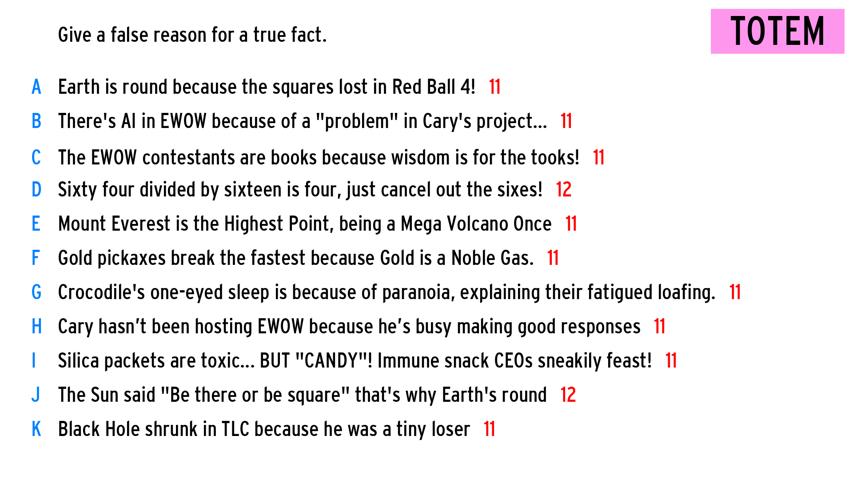 Give a false reason for a true fact.
TOTEM
A Earth is round because the squares lost in Red Ball 4! 11
B There's AI in EWOW because of a "problem" in Cary's project... 11
C The EWOW contestants are books because wisdom is for the tooks! 11
D Sixty four divided by sixteen is four, just cancel out the sixes! 12
E Mount Everest is the Highest Point, being a Mega Volcano Once 11
F Gold pickaxes break the fastest because Gold is a Noble Gas. 11
G Crocodile's one-eyed sleep is because of paranoia, explaining their fatigued loafing. 11
H Cary hasn’t been hosting EWOW because he’s busy making good responses 11
I Silica packets are toxic... BUT "CANDY"! Immune snack CEOs sneakily feast! 11
J The Sun said "Be there or be square" that's why Earth's round 12
K Black Hole shrunk in TLC because he was a tiny loser 11